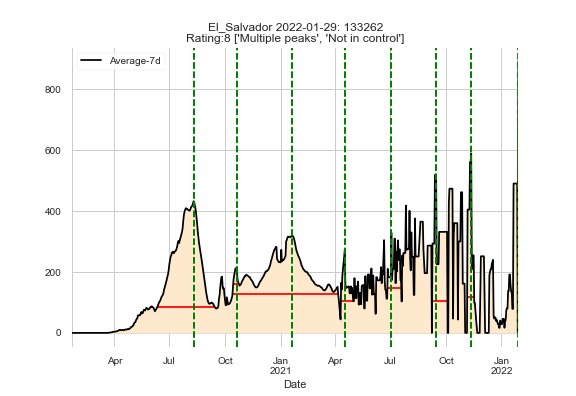 El_Salvador 2022-01-29: 133262
Rating:8 ['Multiple peaks', 'Not in control']
Average-7d
800
600
400
200
0
Apr Jul Oct Jan Apr Jul Oct Jan
2021 2022
Date